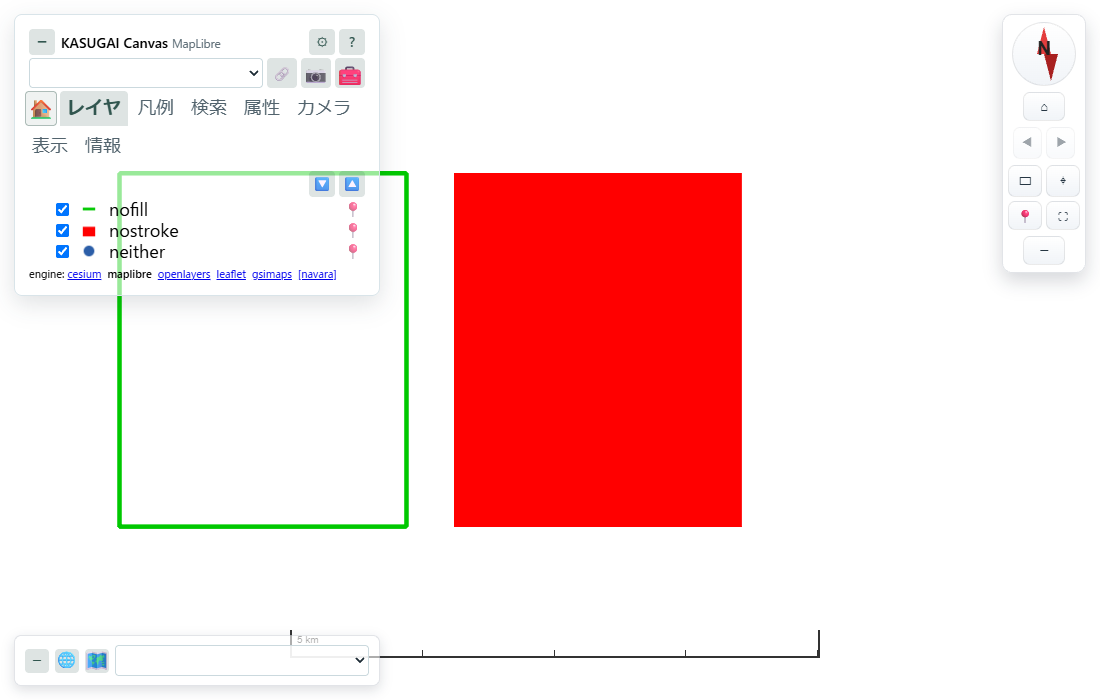 KASUGAI Canvas MapLibre
?
レイヤ 凡例 検索 属性 カメラ
表示 情報
nofill
nostroke
neither
engine: cesium maplibre openlayers leaflet gsimaps [navara]
N
5 km